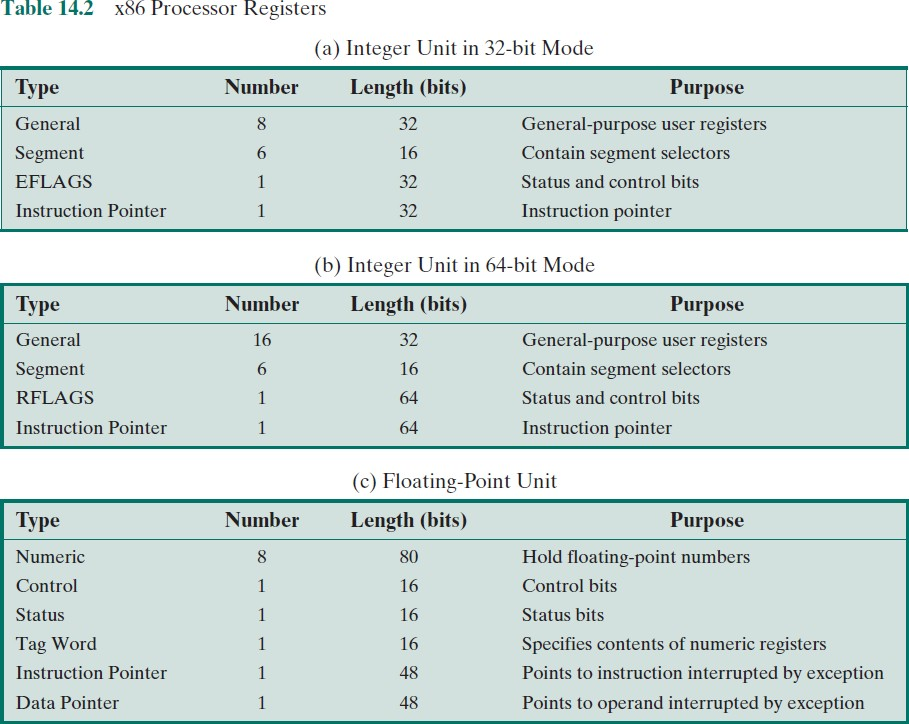 Table 14.2 x86 Processor Registers
(a) Integer Unit in 32-bit Mode
Type Number Length (bits) Purpose
General 8 32 General-purpose user registers
Segment 6 16 Contain segment selectors
EFLAGS 1 32 Status and control bits
Instruction Pointer 1 32 Instruction pointer
(b) Integer Unit in 64-bit Mode
Type Number Length (bits) Purpose
General 16 32 General-purpose user registers
Segment 6 16 Contain segment selectors
RFLAGS 1 64 Status and control bits
Instruction Pointer 1 64 Instruction pointer
(c) Floating-Point Unit
Type Number Length (bits) Purpose
Numeric 8 80 Hold floating-point numbers
Control 1 16 Control bits
Status 1 16 Status bits
Tag Word 1 16 Specifies contents of numeric registers
Instruction Pointer 1 48 Points to instruction interrupted by exception
Data Pointer 1 48 Points to operand interrupted by exception